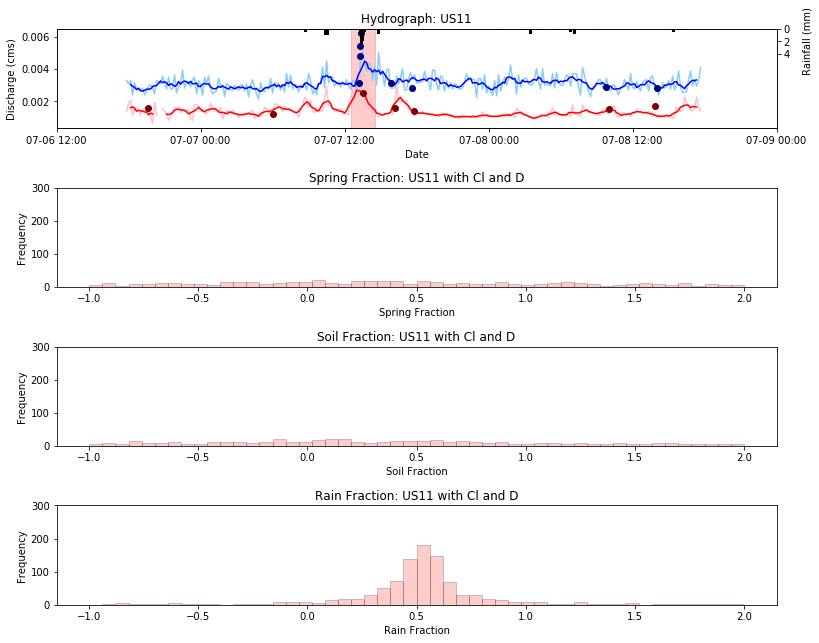 Hydrograph: US11
0.006
0.004
0.002
Discharge (cms)
0
2
4
Rainfall (mm)
07-06 12:00 07-07 00:00 07-07 12:00 07-08 00:00 07-08 12:00 07-09 00:00
Date
Spring Fraction: US11 with Cl and D
300
200
100
0
Frequency
−1.0 −0.5 0.0 0.5 1.0 1.5 2.0
Spring Fraction
Soil Fraction: US11 with Cl and D
300
200
100
0
Frequency
−1.0 −0.5 0.0 0.5 1.0 1.5 2.0
Soil Fraction
Rain Fraction: US11 with Cl and D
300
200
100
0
Frequency
−1.0 −0.5 0.0 0.5 1.0 1.5 2.0
Rain Fraction